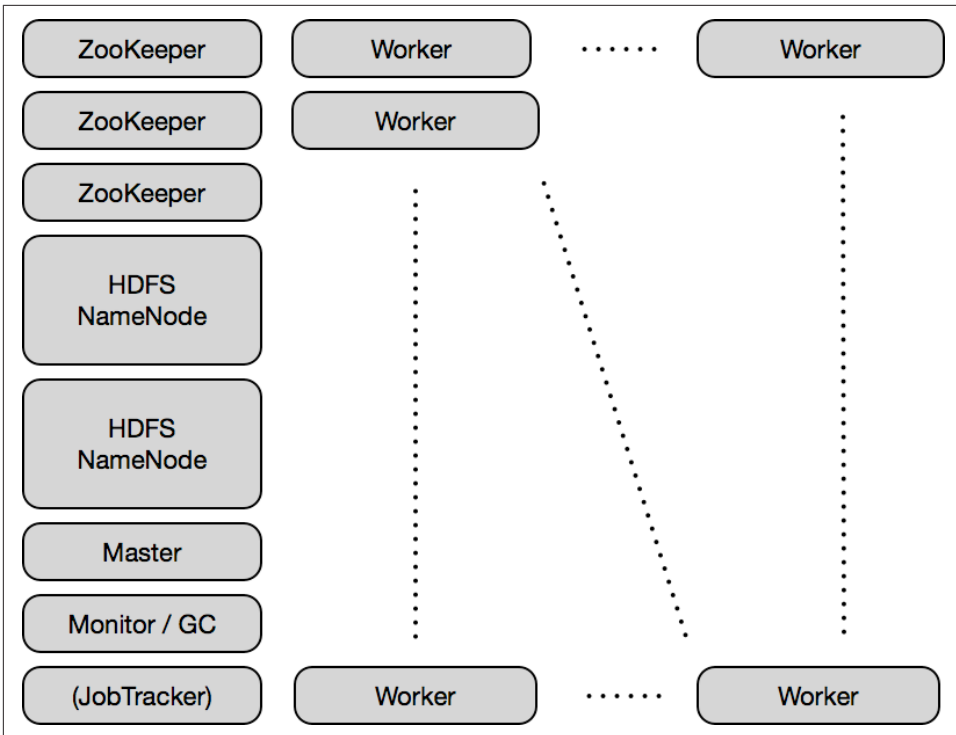 ZooKeeper
Worker
Worker
ZooKeeper
Worker
ZooKeeper
HDFS
NameNode
HDFS
NameNode
Master
Monitor / GC
(JobTracker)
Worker
Worker